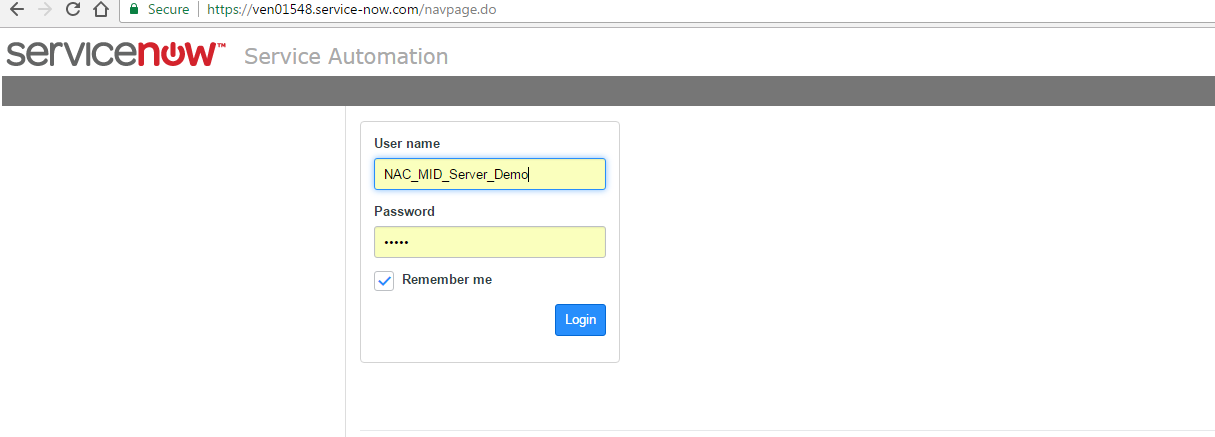 Secure https://ven01548.service-now.com/navpage.do
servicenow™ Service Automation
User name
NAC_MID_Server_Demo
Password
•••••
Remember me
Login